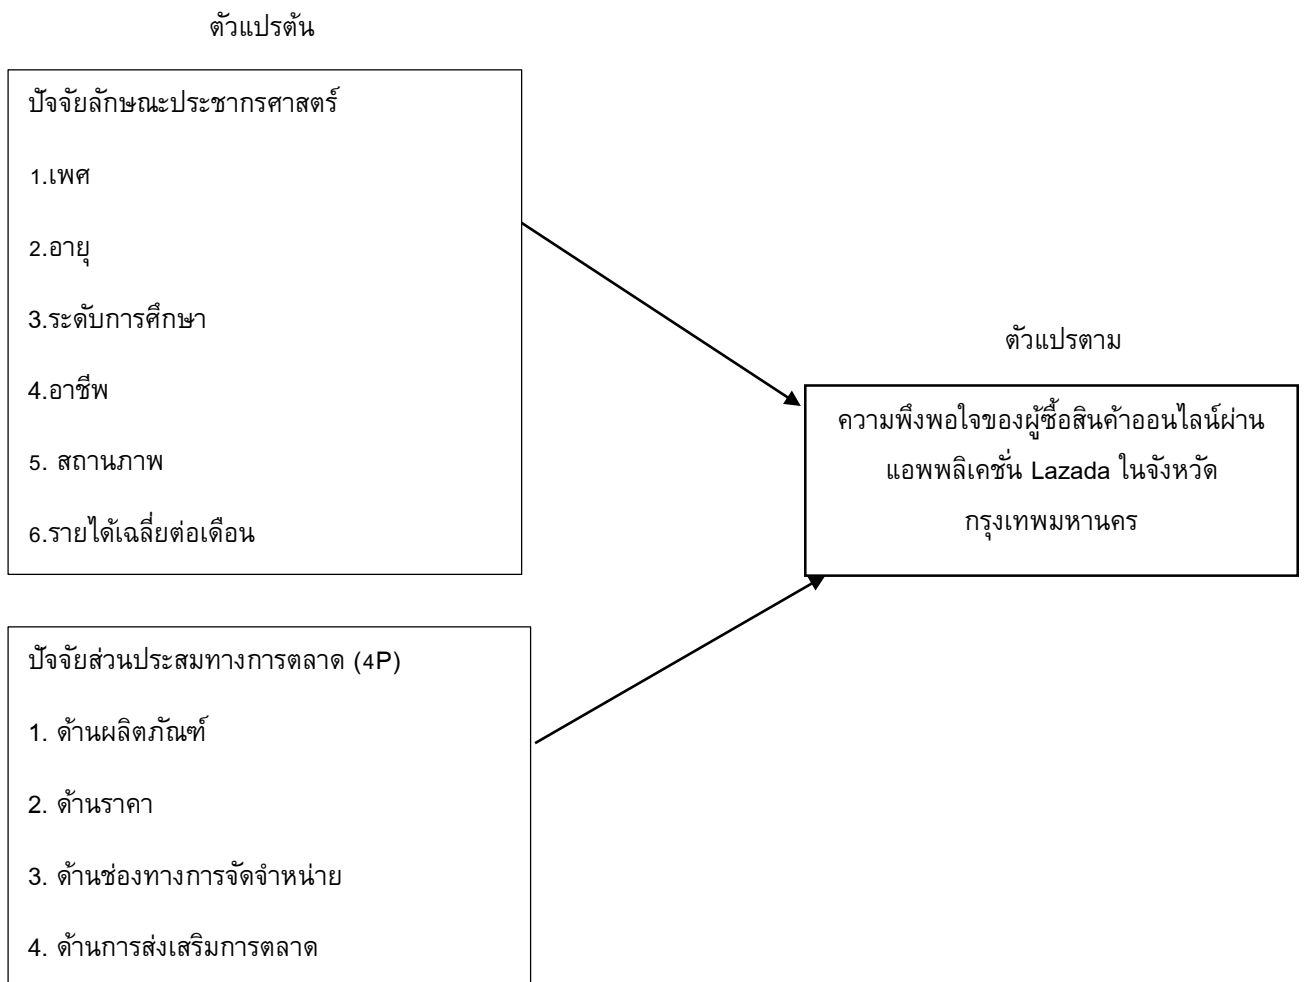 ตัวแปรต้น
ปัจจัยลักษณะประชากรศาสตร์
1.เพศ
2.อายุ
3.ระดับการศึกษา
4.อาชีพ
5. สถานภาพ
6.รายได้เฉลี่ยต่อเดือน
ตัวแปรตาม
ความพึงพอใจของผู้ซื้อสินค้าออนไลน์ผ่าน
แอพพลิเคชั่น Lazada ในจังหวัด
กรุงเทพมหานคร
ปัจจัยส่วนประสมทางการตลาด (4P)
1. ด้านผลิตภัณฑ์
2. ด้านราคา
3. ด้านช่องทางการจัดจำหน่าย
4. ด้านการส่งเสริมการตลาด